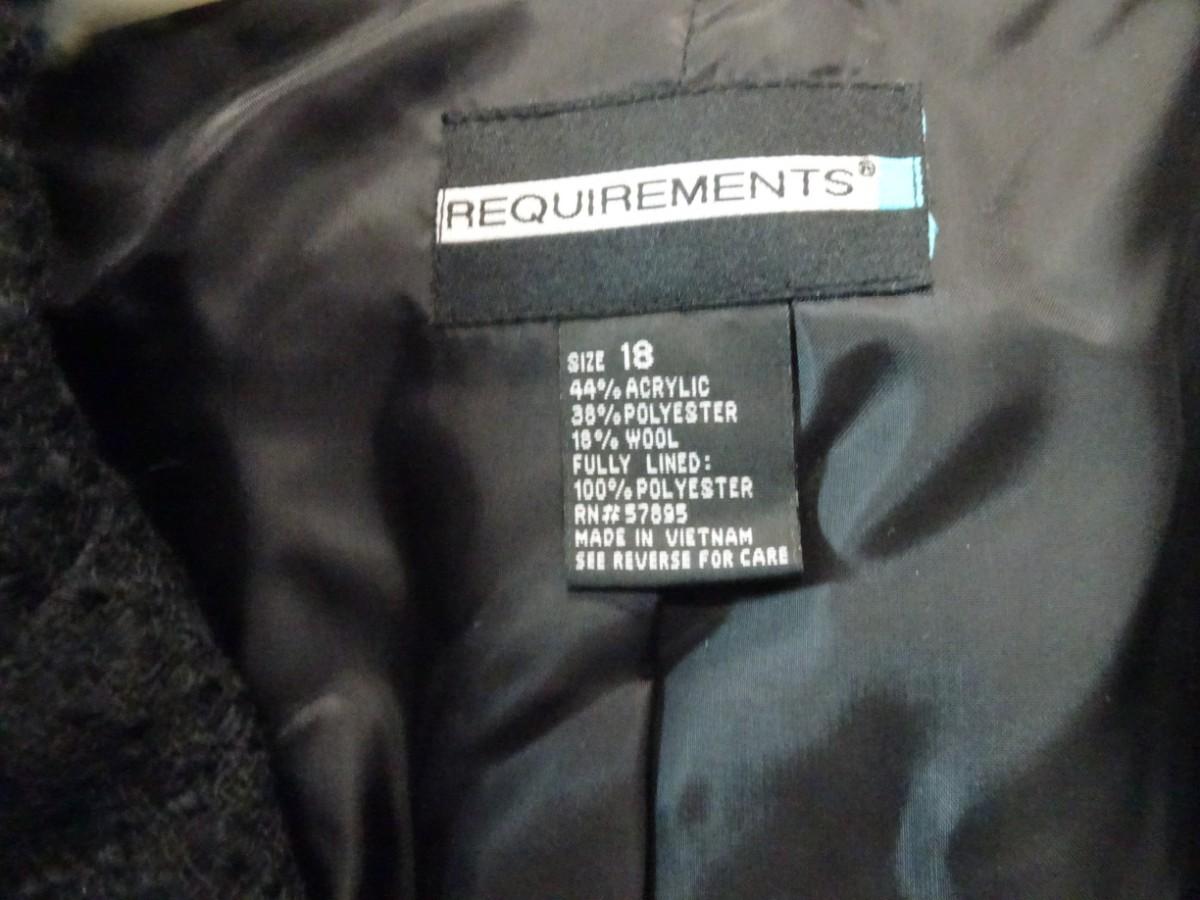 REQUIREMENTS®
SIZE 18
44% ACRYLIC
38% POLYESTER
18% WOOL
FULLY LINED:
100% POLYESTER
RN# 57895
MADE IN VIETNAM
SEE REVERSE FOR CARE